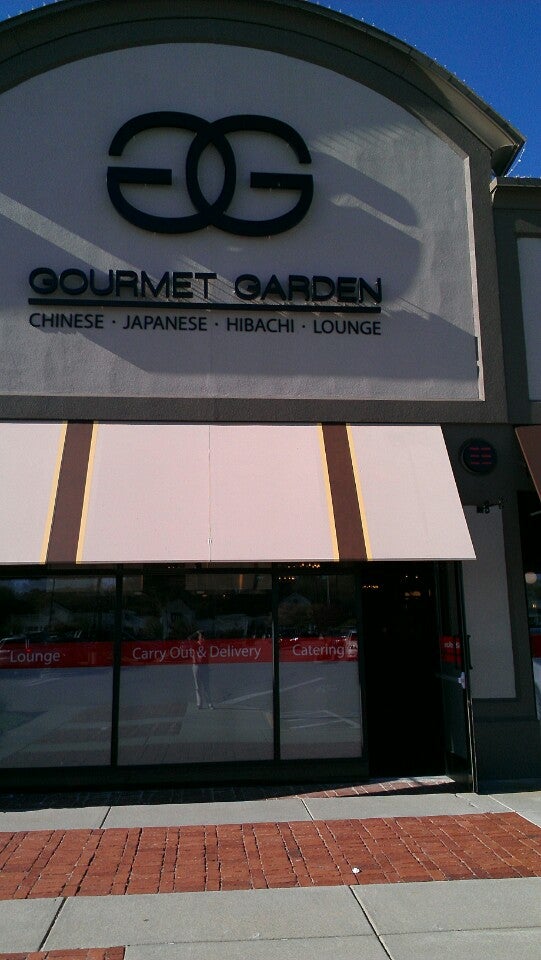 GG
GOURMET GARDEN
CHINESE · JAPANESE · HIBACHI · LOUNGE
Lounge
Carry Out & Delivery
Catering